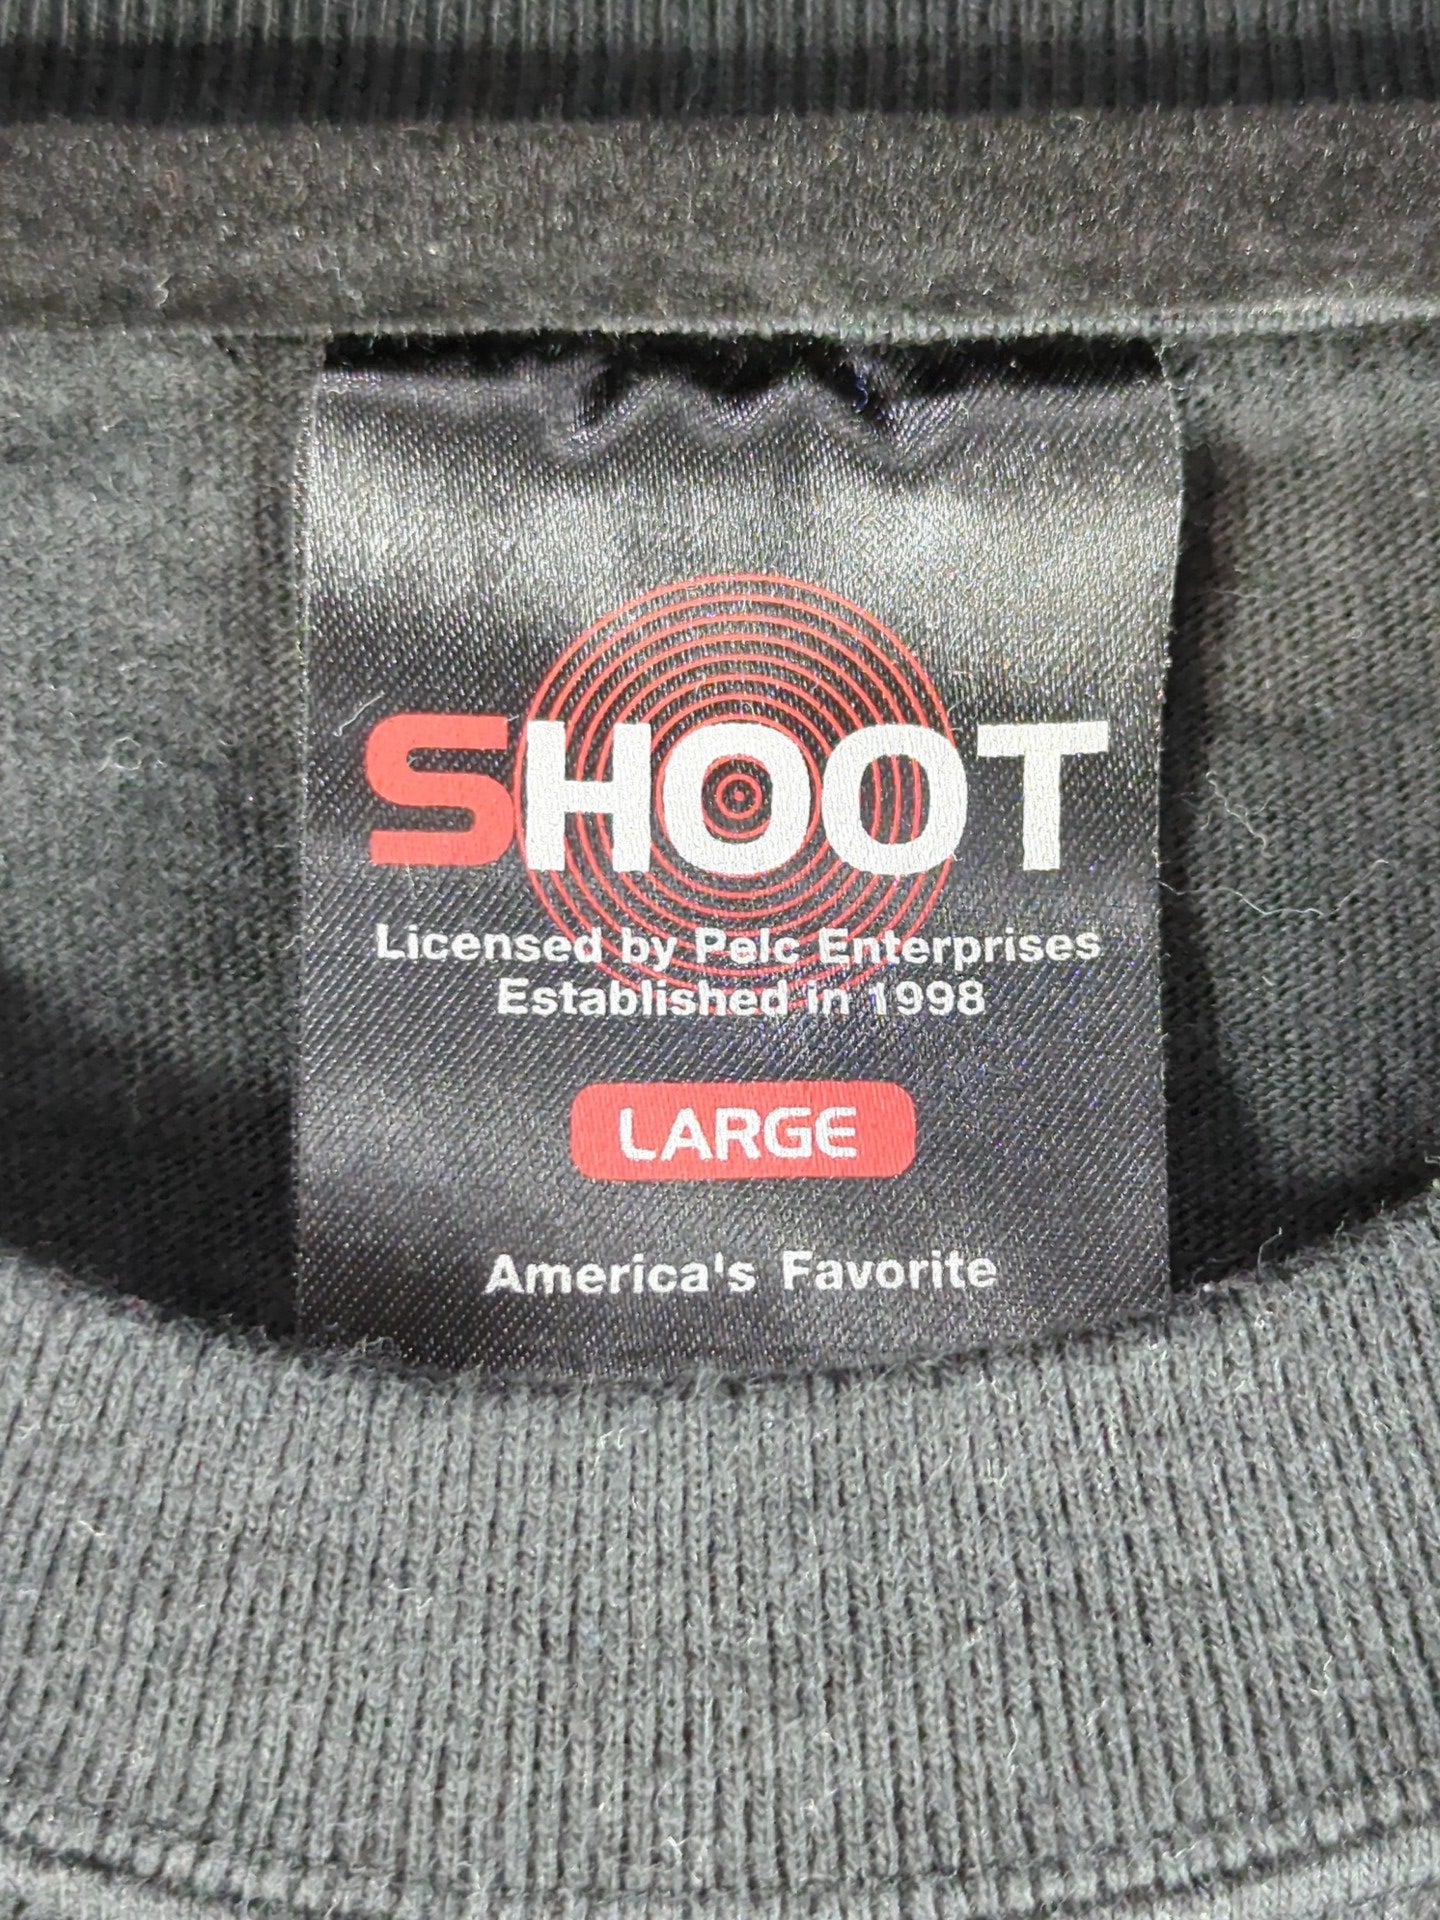 SHOOT
Licensed by Pelc Enterprises
Established in 1998
LARGE
America's Favorite